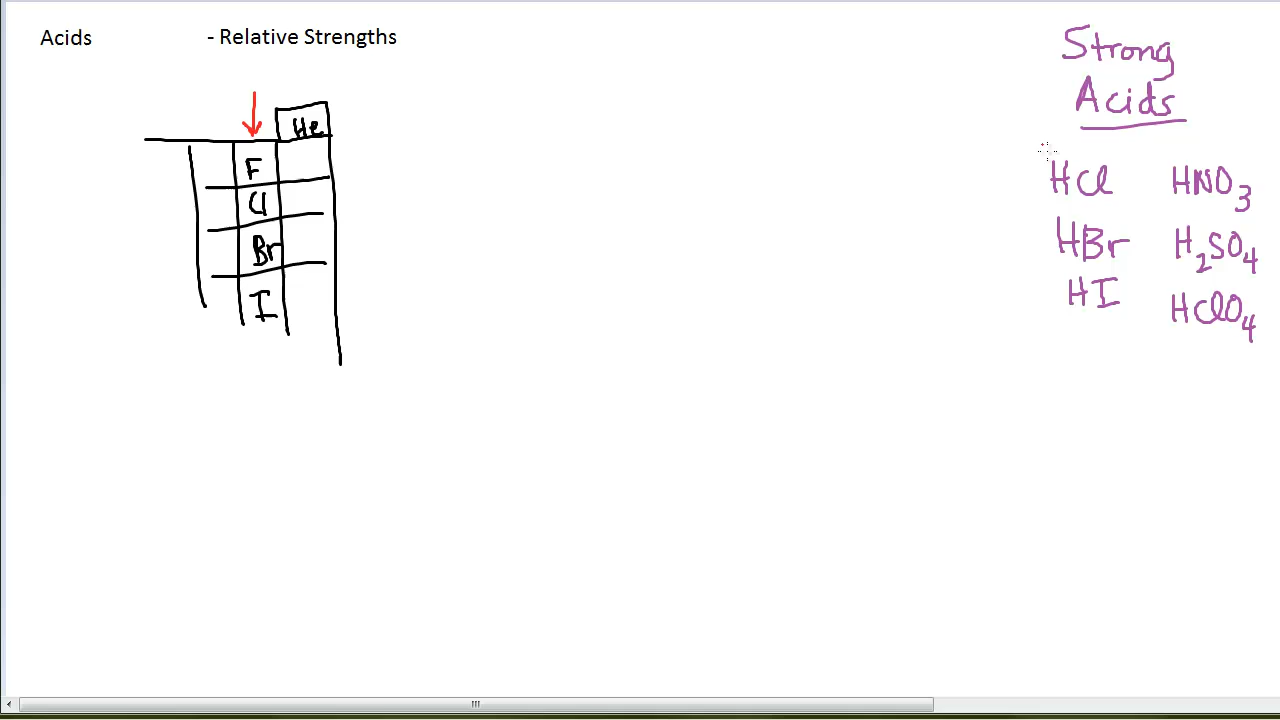 Acids - Relative Strengths
He
F
Cl
Br
I
Strong
Acids
HCl HNO3
HBr H2SO4
HI HClO4